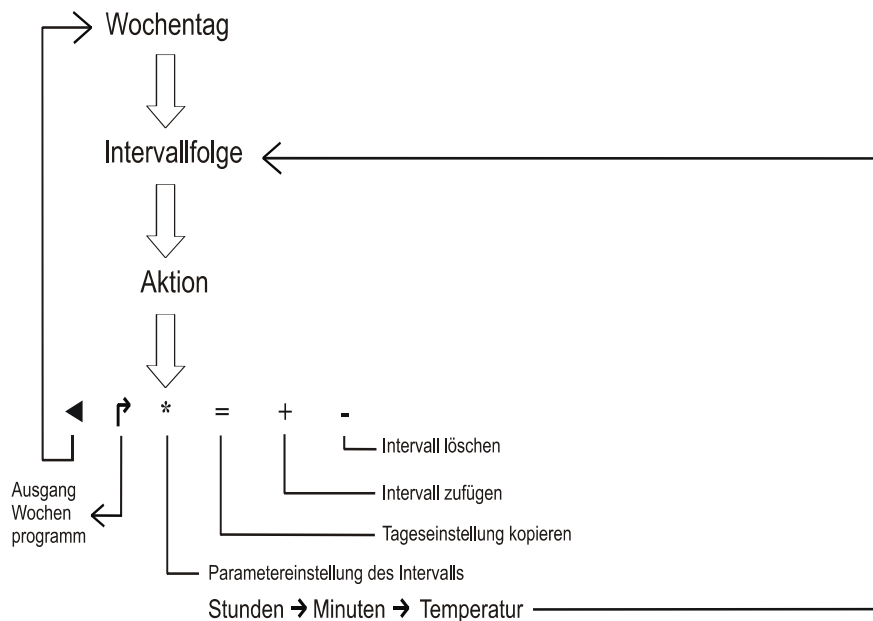 Wochentag
Intervallfolge
Aktion
* = + -
Intervall löschen
Ausgang
Wochen
programm
Intervall zufügen
Tageseinstellung kopieren
Parametereinstellung des Intervalls
Stunden → Minuten → Temperatur